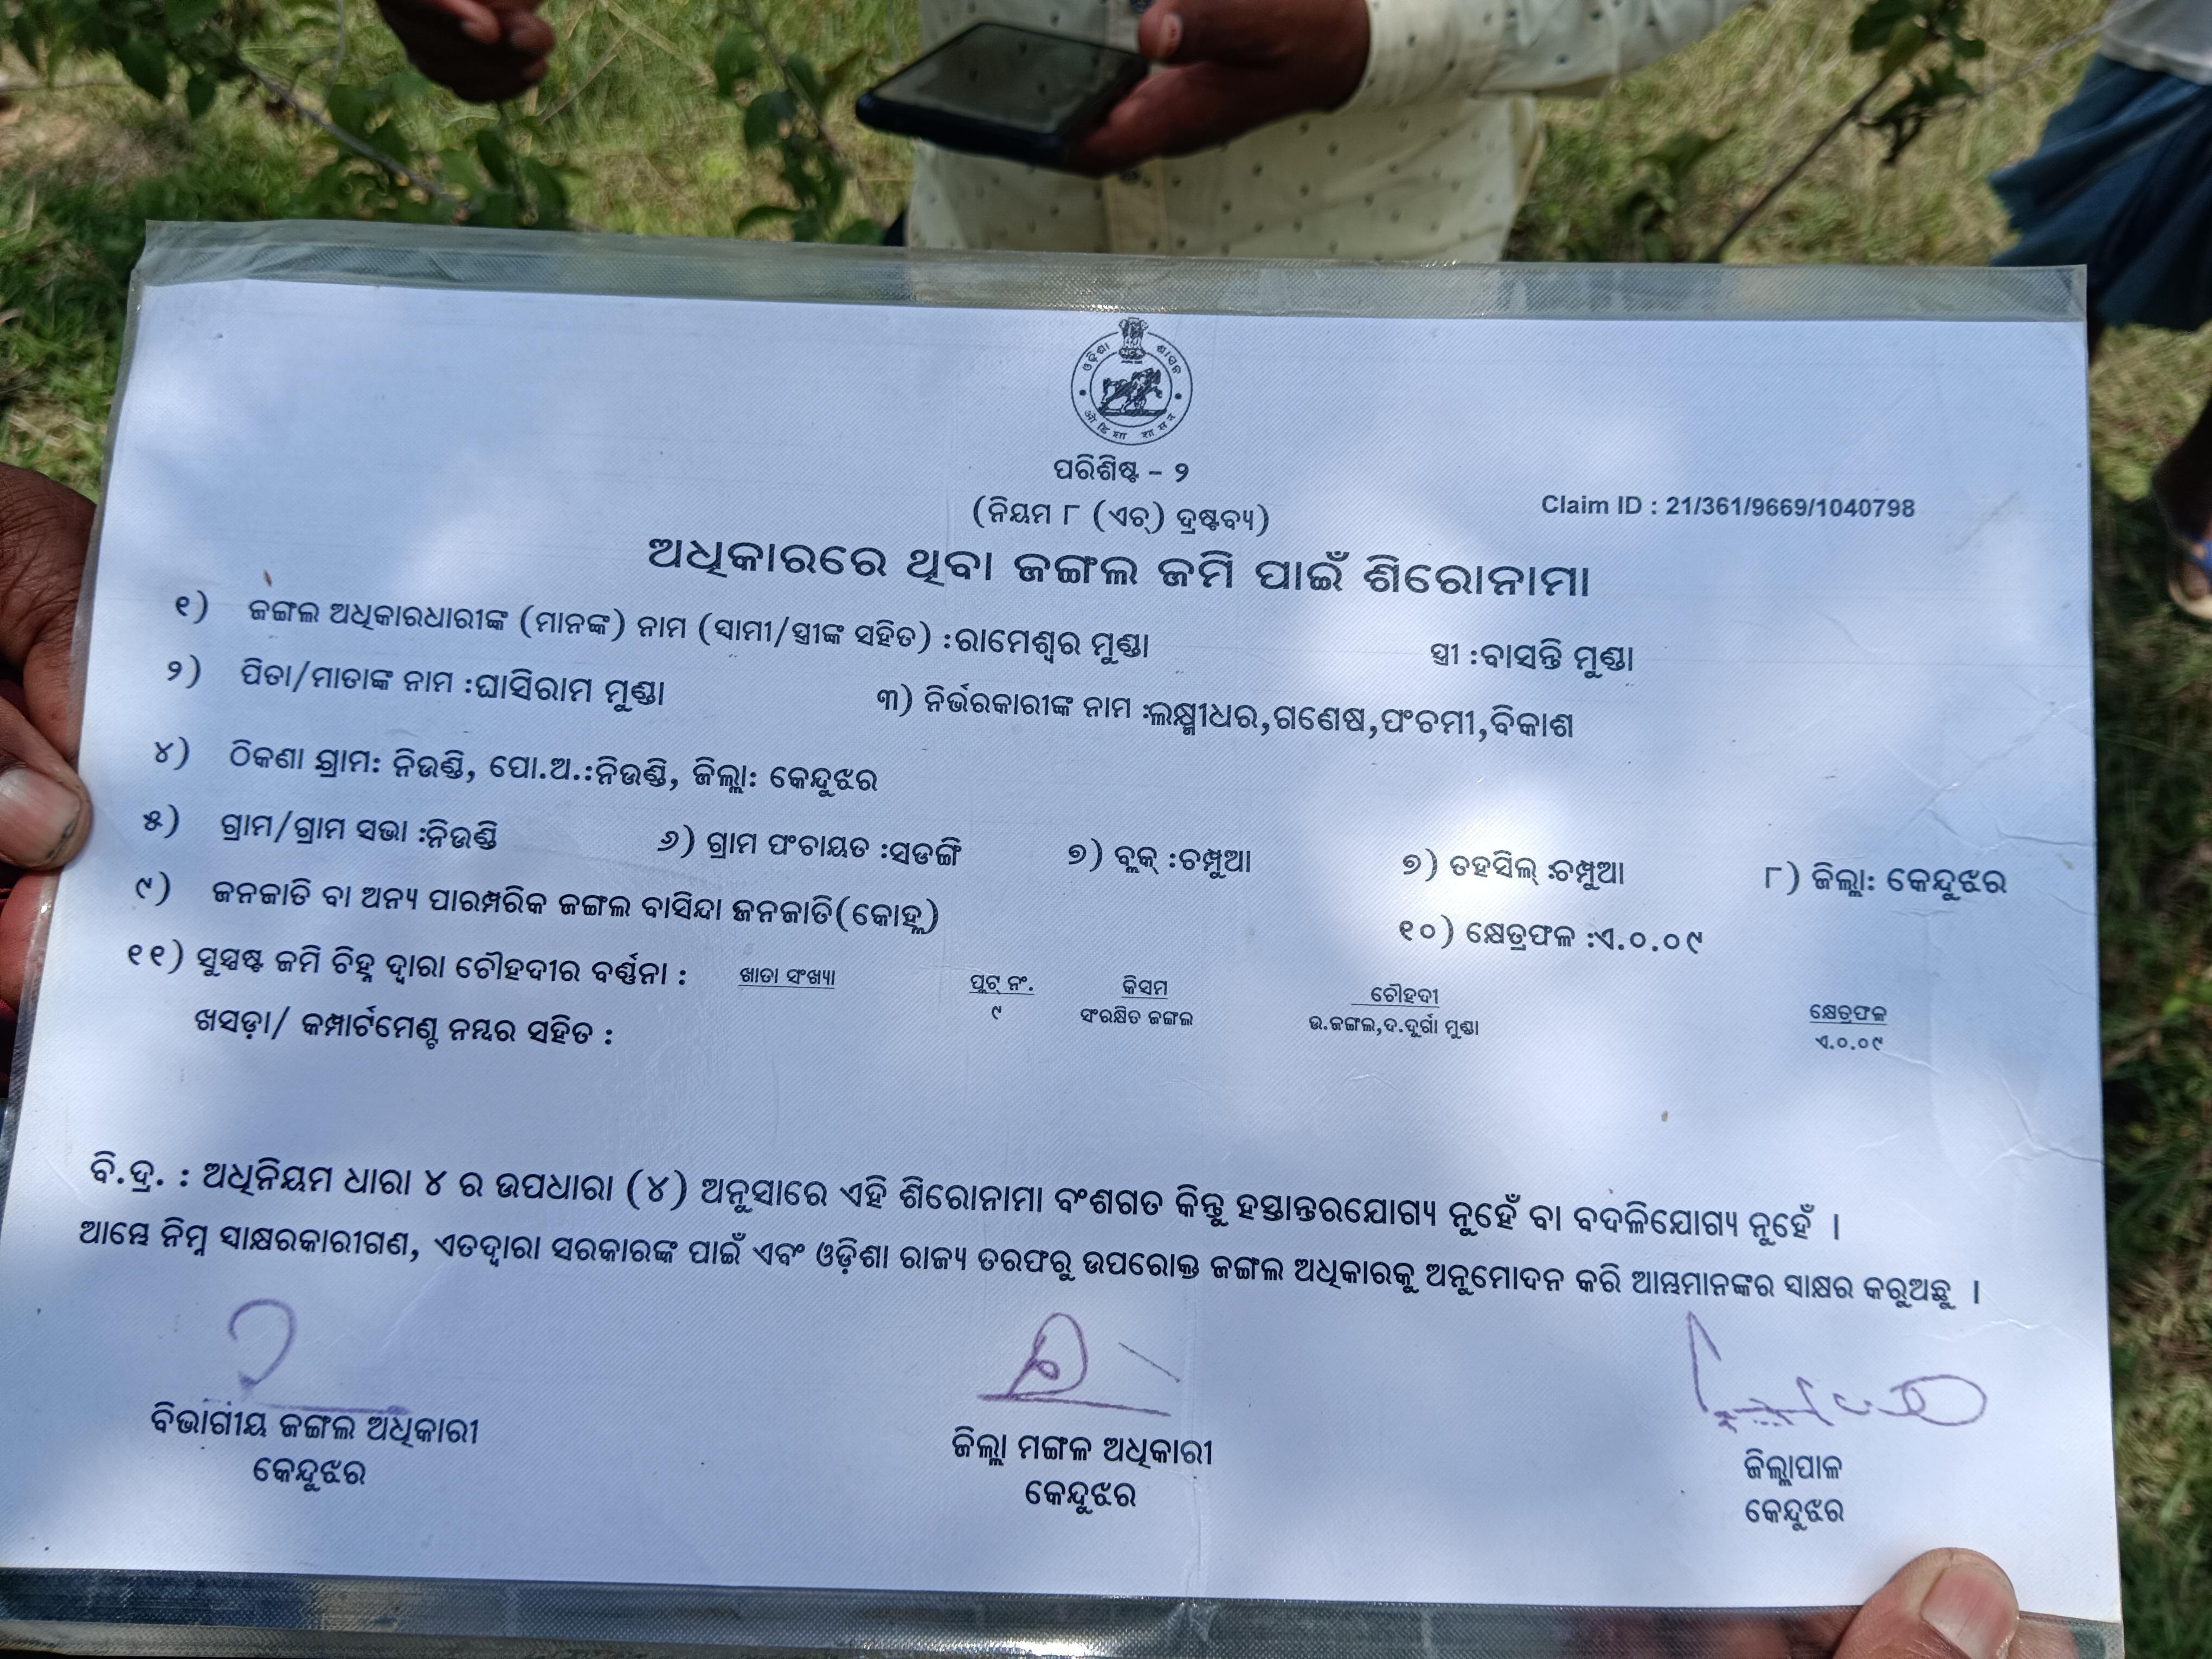 ଓଡ଼ିଶା ଶାସନ
ओडिशा शासन
ପରିଶିଷ୍ଟ – ୨
(ନିୟମ ୮ (ଏଚ୍) ଦ୍ରଷ୍ଟବ୍ୟ)
Claim ID : 21/361/9669/1040798
ଅଧିକାରରେ ଥିବା ଜଙ୍ଗଲ ଜମି ପାଇଁ ଶିରୋନାମା
୧) ଜଙ୍ଗଲ ଅଧିକାରଧାରୀଙ୍କ (ମାନଙ୍କ) ନାମ (ସ୍ୱାମୀ/ସ୍ତ୍ରୀଙ୍କ ସହିତ) :ରାମେଶ୍ୱର ମୁଣ୍ଡା ସ୍ତ୍ରୀ :ବାସନ୍ତି ମୁଣ୍ଡା
୨) ପିତା/ମାତାଙ୍କ ନାମ :ଘାସିରାମ ମୁଣ୍ଡା ୩) ନିର୍ଭରକାରୀଙ୍କ ନାମ :ଲକ୍ଷ୍ମୀଧର,ଗଣେଷ,ପଂଚମୀ,ବିକାଶ
୪) ଠିକଣା ଗ୍ରାମ: ନିଉଣ୍ଡି, ପୋ.ଅ.:ନିଉଣ୍ଡି, ଜିଲ୍ଲା: କେନ୍ଦୁଝର
୫) ଗ୍ରାମ/ଗ୍ରାମ ସଭା :ନିଉଣ୍ଡି ୬) ଗ୍ରାମ ପଂଚାୟତ :ସଡଙ୍ଗି ୭) ବ୍ଲକ୍ :ଚମ୍ପୁଆ ୭) ତହସିଲ୍ :ଚମ୍ପୁଆ ୮) ଜିଲ୍ଲା: କେନ୍ଦୁଝର
୯) ଜନଜାତି ବା ଅନ୍ୟ ପାରମ୍ପରିକ ଜଙ୍ଗଲ ବାସିନ୍ଦା ଜନଜାତି(କୋହ୍ଲ) ୧୦) କ୍ଷେତ୍ରଫଳ :ଏ.୦.୦୯
୧୧) ସୁସ୍ପଷ୍ଟ ଜମି ଚିହ୍ନ ଦ୍ୱାରା ଚୌହଦୀର ବର୍ଣ୍ଣନା : ଖାତା ସଂଖ୍ୟା ପ୍ଲଟ୍ ନଂ. କିସମ ଚୌହଦୀ କ୍ଷେତ୍ରଫଳ
ଖସଡ଼ା/ କମ୍ପାର୍ଟମେଣ୍ଟ ନମ୍ବର ସହିତ : ୯ ସଂରକ୍ଷିତ ଜଙ୍ଗଲ ଉ.ଜଙ୍ଗଲ,ଦ.ଦୁର୍ଗା ମୁଣ୍ଡା ଏ.୦.୦୯
ବି.ଦ୍ର. : ଅଧିନିୟମ ଧାରା ୪ ର ଉପଧାରା (୪) ଅନୁସାରେ ଏହି ଶିରୋନାମା ବଂଶଗତ କିନ୍ତୁ ହସ୍ତାନ୍ତରଯୋଗ୍ୟ ନୁହେଁ ବା ବଦଳିଯୋଗ୍ୟ ନୁହେଁ ।
ଆମ୍ଭେ ନିମ୍ନ ସ୍ୱାକ୍ଷରକାରୀଗଣ, ଏତଦ୍ୱାରା ସରକାରଙ୍କ ପାଇଁ ଏବଂ ଓଡ଼ିଶା ରାଜ୍ୟ ତରଫରୁ ଉପରୋକ୍ତ ଜଙ୍ଗଲ ଅଧିକାରକୁ ଅନୁମୋଦନ କରି ଆମ୍ଭମାନଙ୍କର ସ୍ୱାକ୍ଷର କରୁଅଛୁ ।
ବିଭାଗୀୟ ଜଙ୍ଗଲ ଅଧିକାରୀ ଜିଲ୍ଲା ମଙ୍ଗଳ ଅଧିକାରୀ ଜିଲ୍ଲାପାଳ
କେନ୍ଦୁଝର କେନ୍ଦୁଝର କେନ୍ଦୁଝର